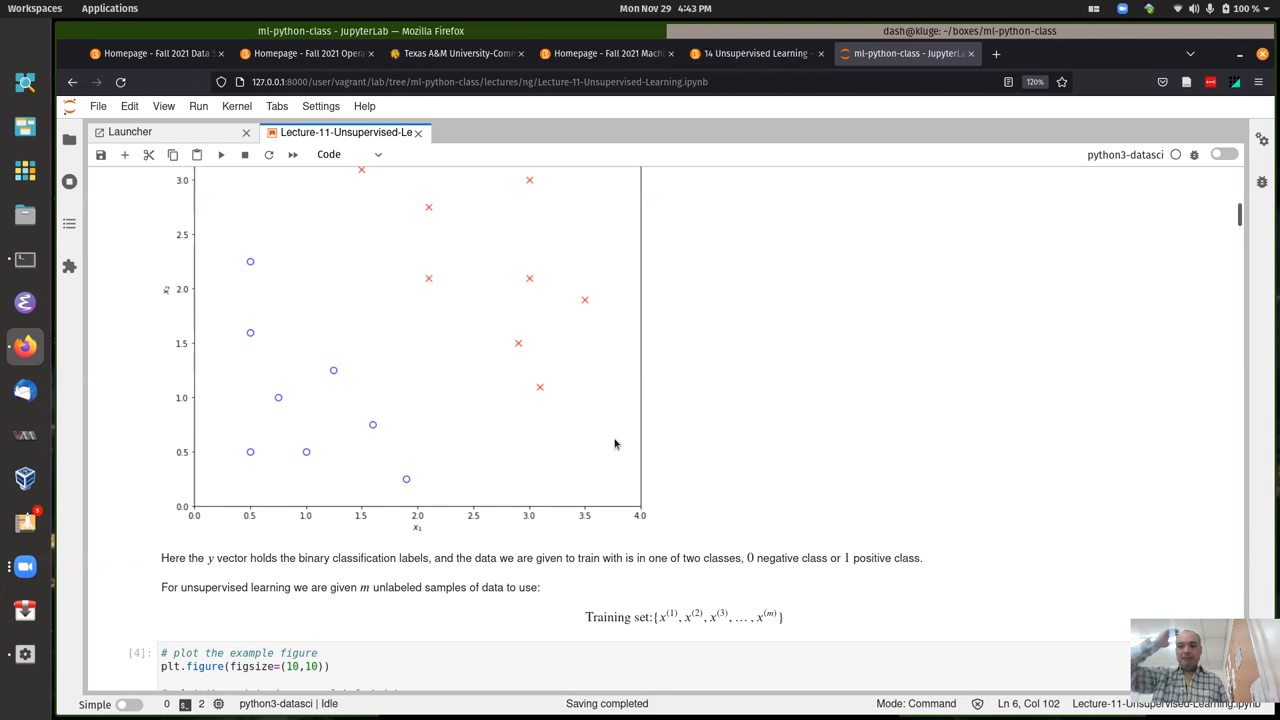 Workspaces Applications Mon Nov 29 4:43 PM 100 %
ml-python-class - JupyterLab — Mozilla Firefox dash@kluge: ~/boxes/ml-python-class
Homepage - Fall 2021 Data S Homepage - Fall 2021 Opera Texas A&M University-Comm Homepage - Fall 2021 Machi 14 Unsupervised Learning - ml-python-class - JupyterLab
127.0.0.1:8000/user/vagrant/lab/tree/ml-python-class/lectures/ng/Lecture-11-Unsupervised-Learning.ipynb 120%
File Edit View Run Kernel Tabs Settings Help
Launcher Lecture-11-Unsupervised-Le
Code python3-datasci
3.0
2.5
x₂ 2.0
1.5
1.0
0.5
0.0
0.0 0.5 1.0 1.5 2.0 2.5 3.0 3.5 4.0
x₁
Here the y vector holds the binary classification labels, and the data we are given to train with is in one of two classes, 0 negative class or 1 positive class.
For unsupervised learning we are given m unlabeled samples of data to use:
Training set:{x⁽¹⁾, x⁽²⁾, x⁽³⁾, … , x⁽ᵐ⁾}
[4]: # plot the example figure
plt.figure(figsize=(10,10))
Simple 0 2 python3-datasci | Idle Saving completed Mode: Command Ln 6, Col 102 Lecture-11-Unsupervised-Learning.ipynb